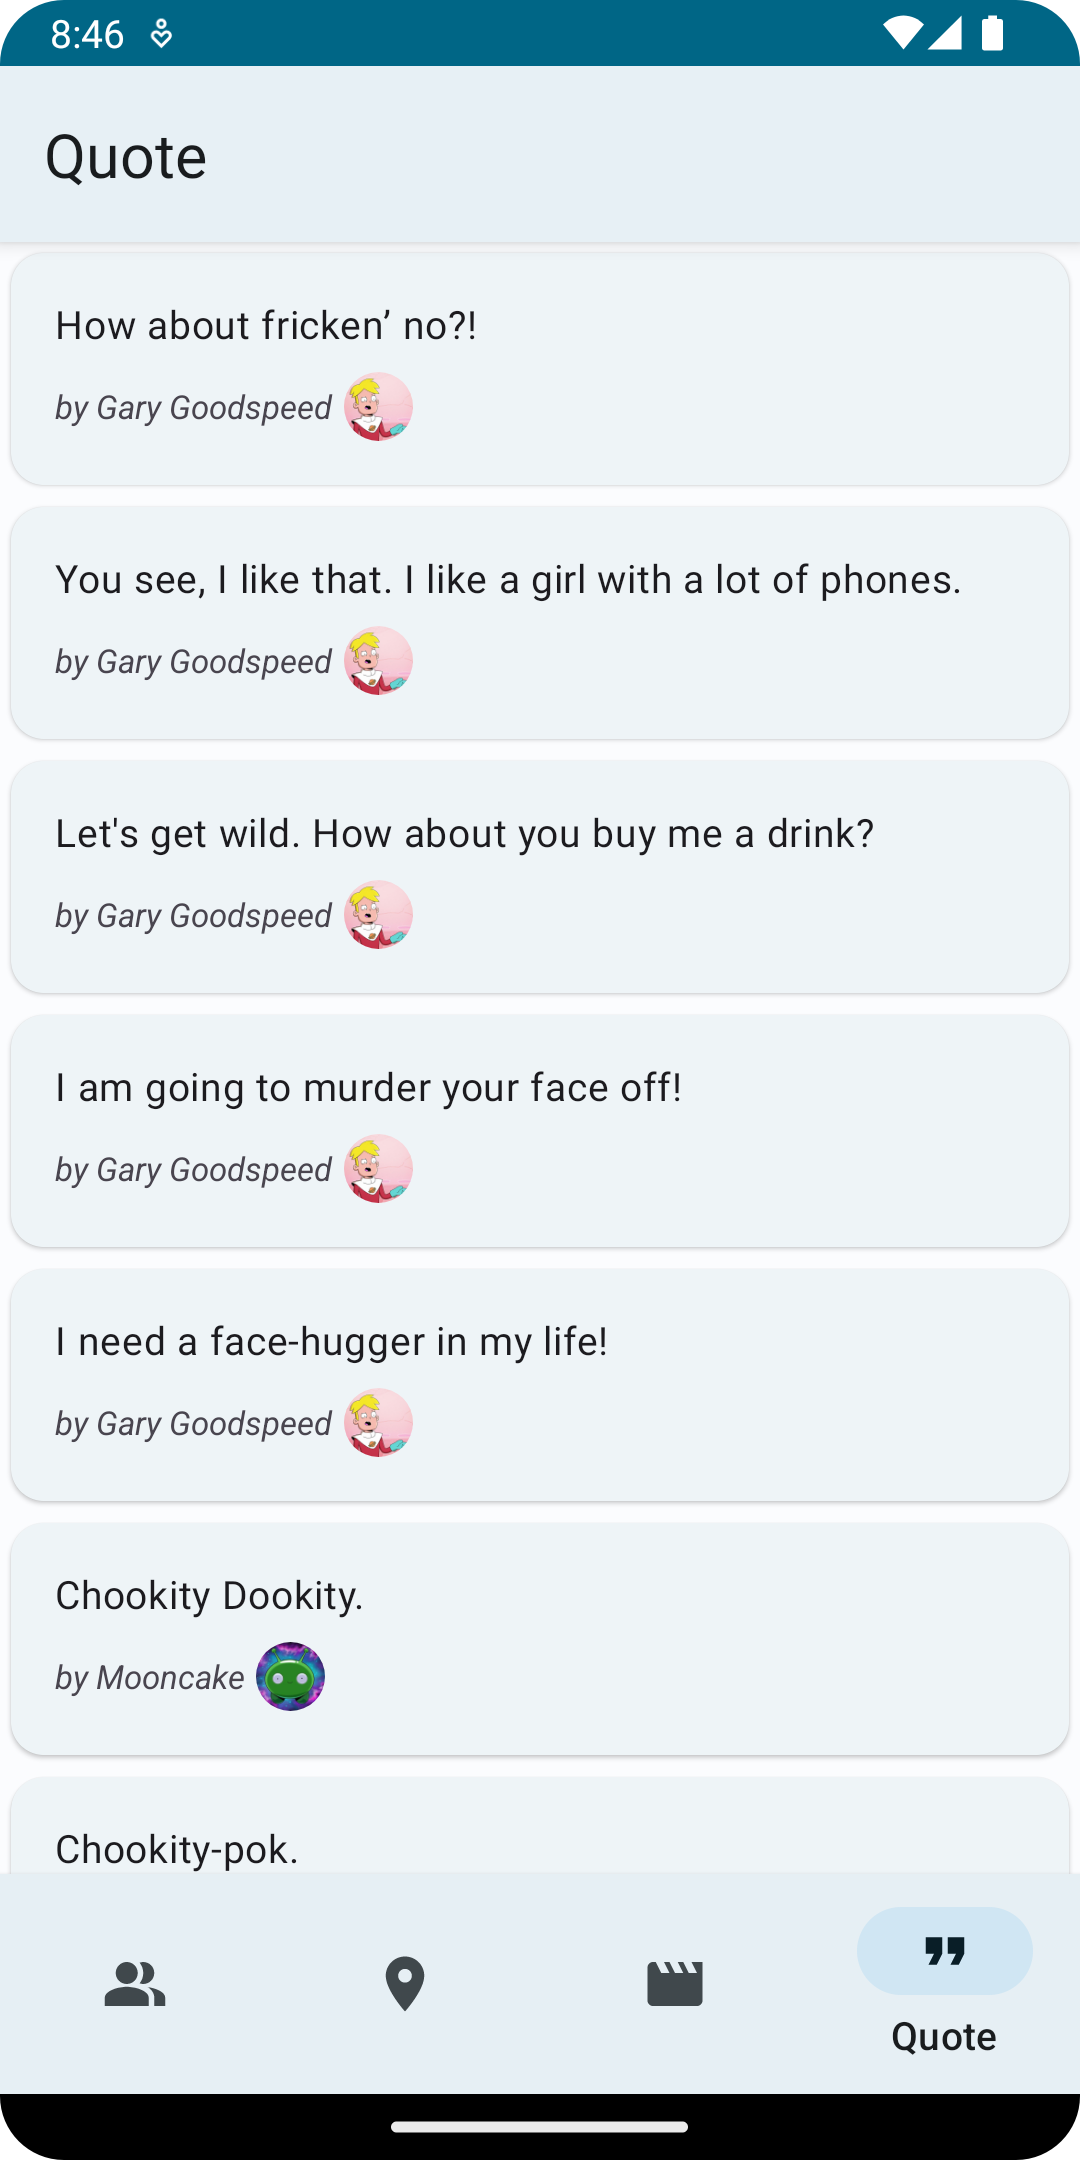 8:46
Quote
How about fricken’ no?!
by Gary Goodspeed
You see, I like that. I like a girl with a lot of phones.
by Gary Goodspeed
Let's get wild. How about you buy me a drink?
by Gary Goodspeed
I am going to murder your face off!
by Gary Goodspeed
I need a face-hugger in my life!
by Gary Goodspeed
Chookity Dookity.
by Mooncake
Chookity-pok.
Quote